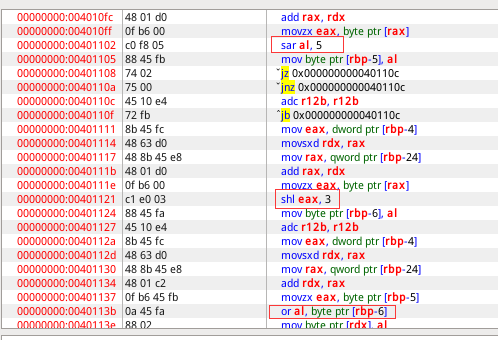 00000000:004010fc 48 01 d0 add rax, rdx
00000000:004010ff 0f b6 00 movzx eax, byte ptr [rax]
00000000:00401102 c0 f8 05 sar al, 5
00000000:00401105 88 45 fb mov byte ptr [rbp-5], al
00000000:00401108 74 02 ˇjz 0x000000000040110c
00000000:0040110a 75 00 ˇjnz 0x000000000040110c
00000000:0040110c 45 10 e4 adc r12b, r12b
00000000:0040110f 72 fb ˆjb 0x000000000040110c
00000000:00401111 8b 45 fc mov eax, dword ptr [rbp-4]
00000000:00401114 48 63 d0 movsxd rdx, rax
00000000:00401117 48 8b 45 e8 mov rax, qword ptr [rbp-24]
00000000:0040111b 48 01 d0 add rax, rdx
00000000:0040111e 0f b6 00 movzx eax, byte ptr [rax]
00000000:00401121 c1 e0 03 shl eax, 3
00000000:00401124 88 45 fa mov byte ptr [rbp-6], al
00000000:00401127 45 10 e4 adc r12b, r12b
00000000:0040112a 8b 45 fc mov eax, dword ptr [rbp-4]
00000000:0040112d 48 63 d0 movsxd rdx, rax
00000000:00401130 48 8b 45 e8 mov rax, qword ptr [rbp-24]
00000000:00401134 48 01 c2 add rdx, rax
00000000:00401137 0f b6 45 fb movzx eax, byte ptr [rbp-5]
00000000:0040113b 0a 45 fa or al, byte ptr [rbp-6]
00000000:0040113e 88 02 mov byte ptr [rdx], al